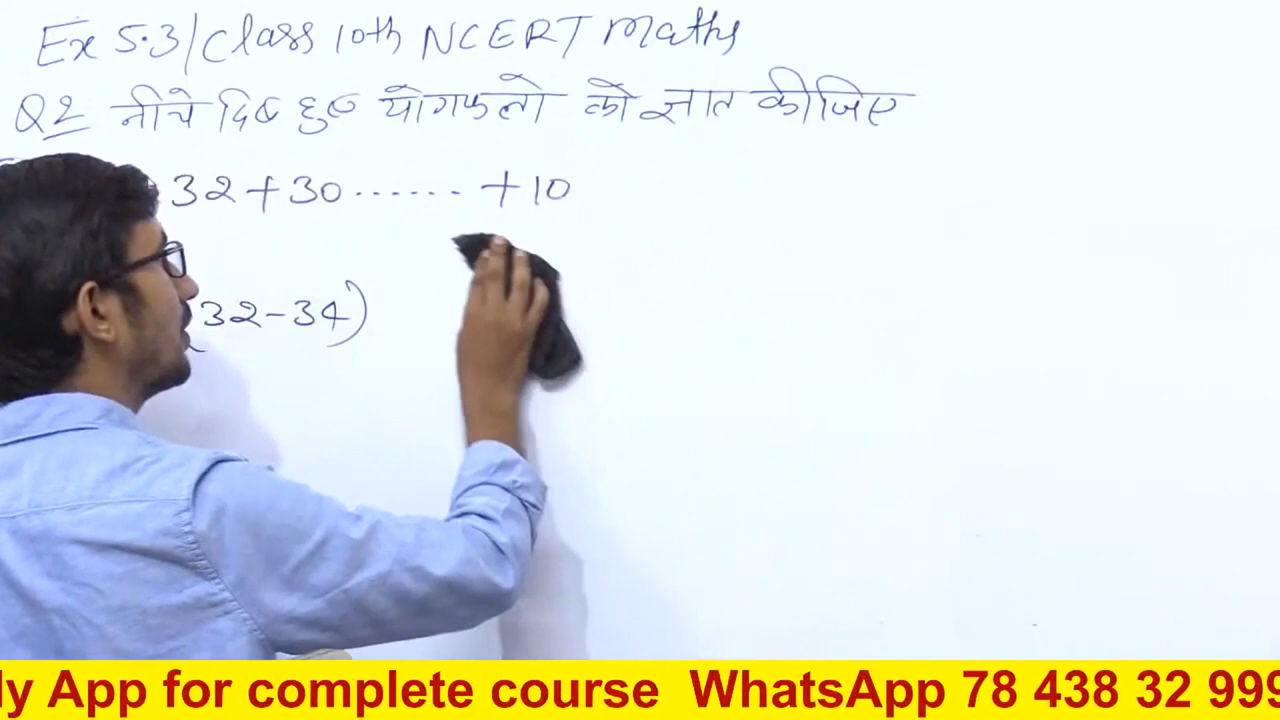 Ex 5.3/Class 10th NCERT Maths
Q2 नीचे दिए हुए योगफलो को ज्ञात कीजिए
32+30 ...... +10
(32-34)
App for complete course WhatsApp 78 438 32 999